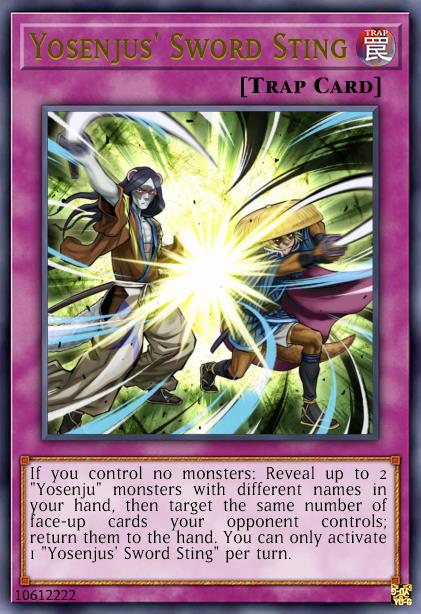 Yosenjus' Sword Sting
TRAP
罠
[Trap Card]
If you control no monsters: Reveal up to 2
"Yosenju" monsters with different names in
your hand, then target the same number of
face-up cards your opponent controls;
return them to the hand. You can only activate
1 "Yosenjus' Sword Sting" per turn.
10612222